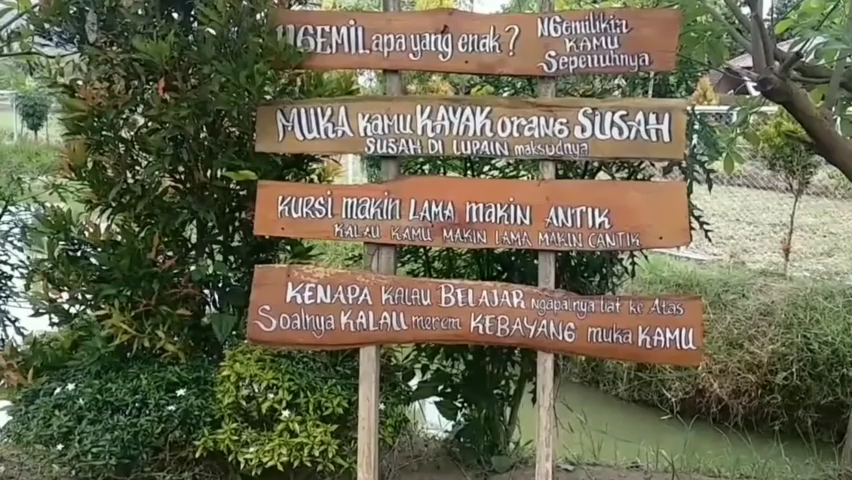 NGEMIL apa yang enak? NGemilikin
KAMU
Sepenuhnya
MUKA KAMU KAYAK ORANG SUSAH
SUSAH DI LUPAIN maksudnya
KURSI makin LAMA makin ANTIK
KALAU KAMU makin LAMA makin CANTIK
KENAPA KALAU BELAJAR NGapalnya liat ke Atas
Soalnya KALAU merem KEBAYANG muka KAMU